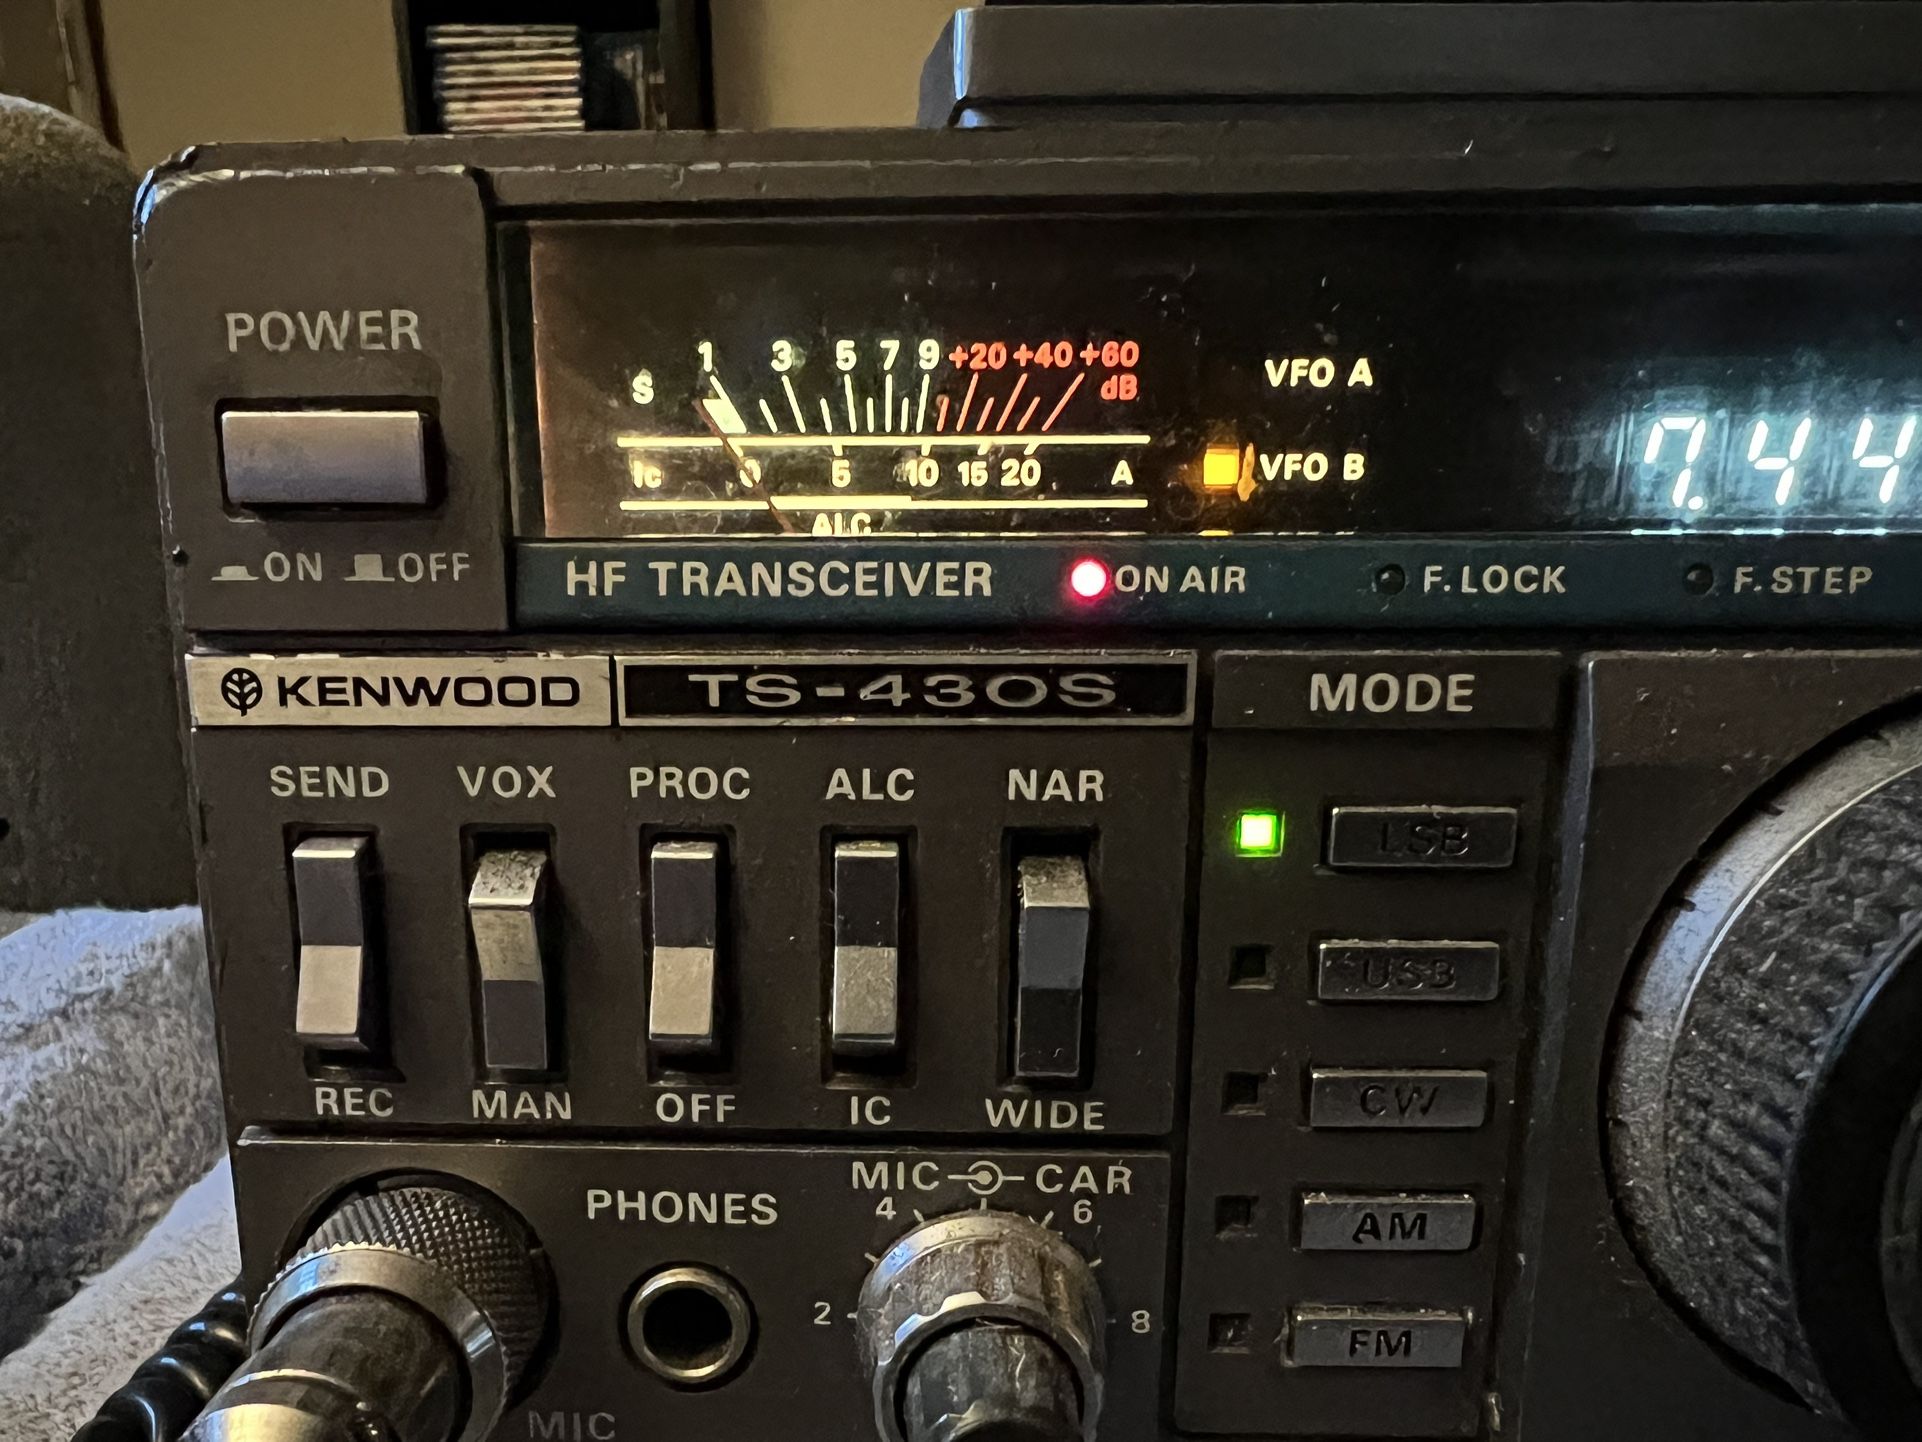 POWER
ON OFF
S 1 3 5 7 9 +20 +40 +60
dB
Ic 0 5 10 15 20 A
ALC
VFO A
VFO B
7.44
HF TRANSCEIVER ON AIR F.LOCK F.STEP
KENWOOD TS-430S MODE
SEND VOX PROC ALC NAR
REC MAN OFF IC WIDE
LSB
USB
CW
AM
FM
PHONES
MIC CAR
4 6
2 8
MIC